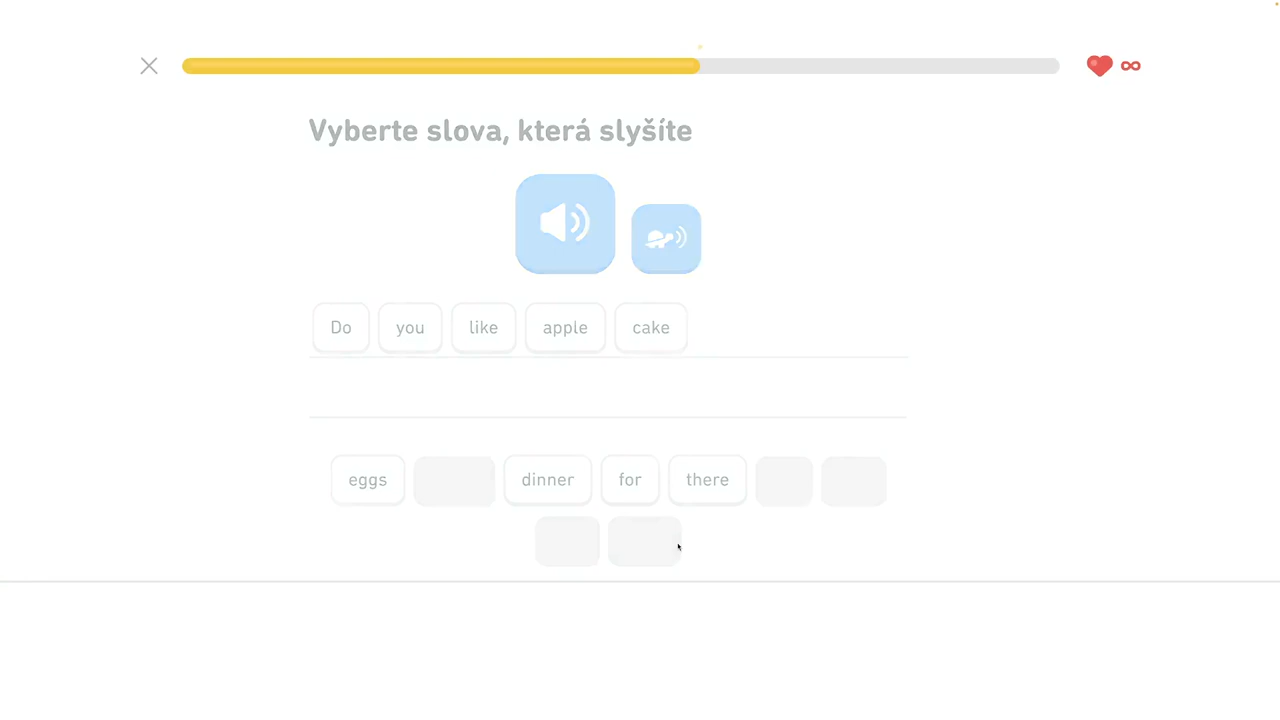 Vyberte slova, která slyšíte
Do you like apple cake
eggs dinner for there